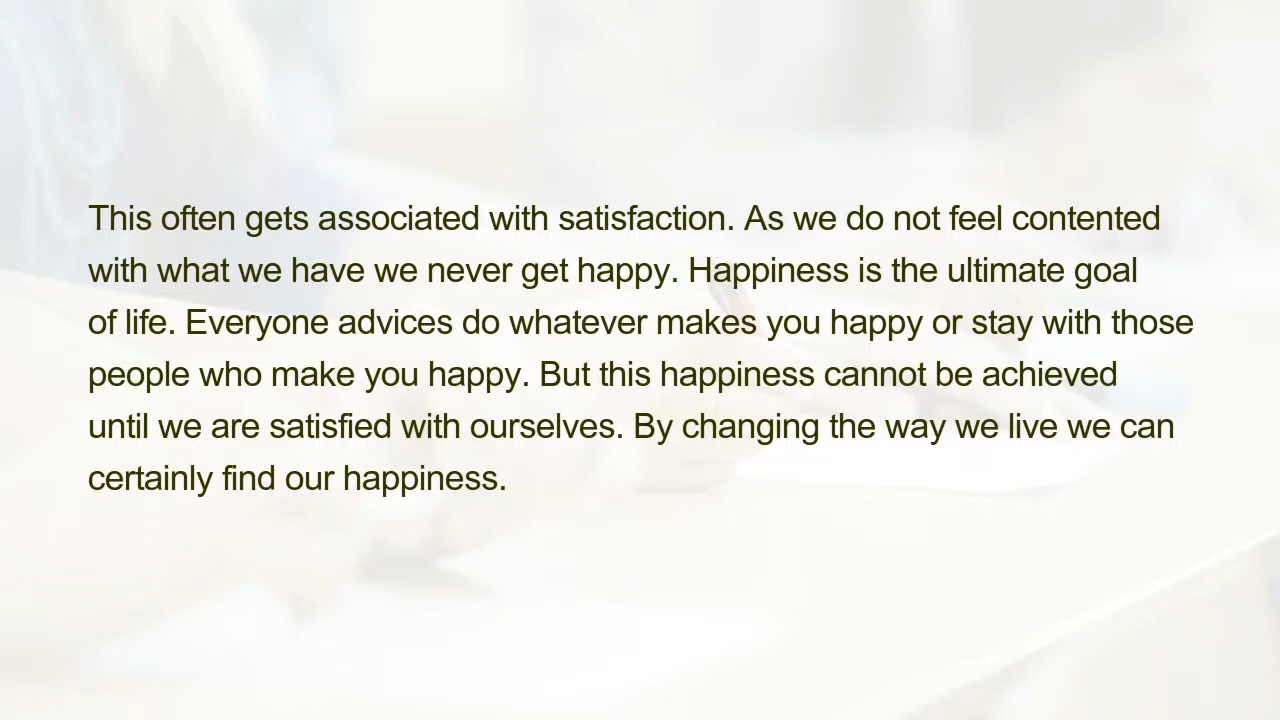 This often gets associated with satisfaction. As we do not feel contented
with what we have we never get happy. Happiness is the ultimate goal
of life. Everyone advices do whatever makes you happy or stay with those
people who make you happy. But this happiness cannot be achieved
until we are satisfied with ourselves. By changing the way we live we can
certainly find our happiness.